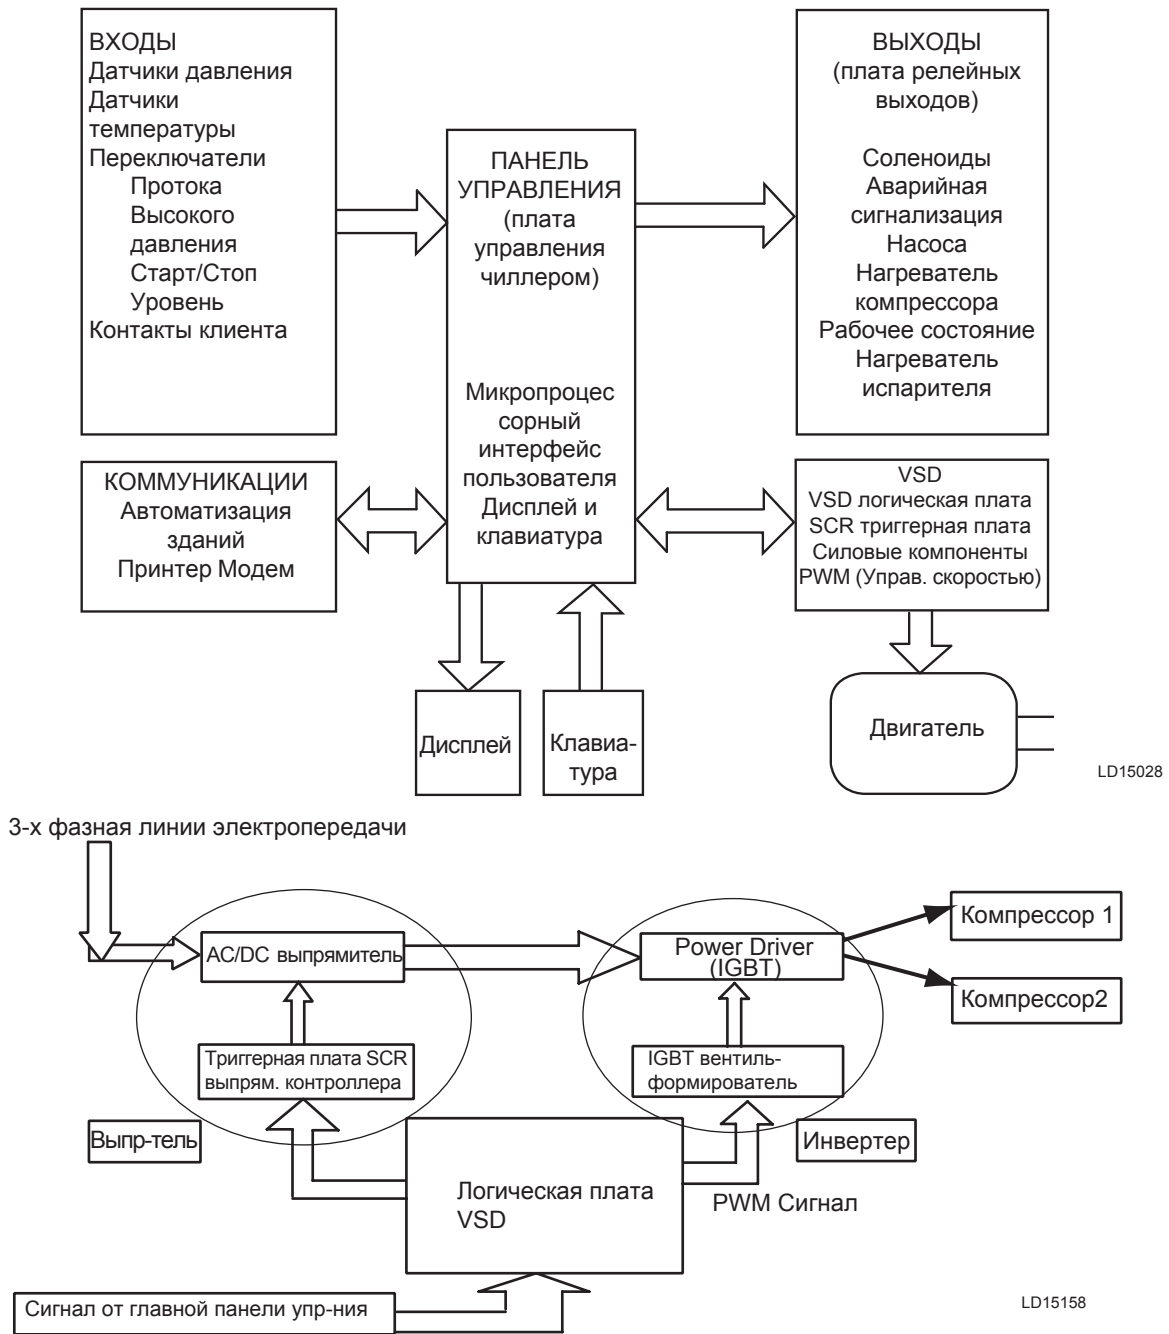 ВХОДЫ
Датчики давления
Датчики
температуры
Переключатели
Протока
Высокого
давления
Старт/Стоп
Уровень
Контакты клиента
ПАНЕЛЬ
УПРАВЛЕНИЯ
(плата
управления
чиллером)
Микропроцес
сорный
интерфейс
пользователя
Дисплей и
клавиатура
ВЫХОДЫ
(плата релейных
выходов)
Соленоиды
Аварийная
сигнализация
Насоса
Нагреватель
компрессора
Рабочее состояние
Нагреватель
испарителя
КОММУНИКАЦИИ
Автоматизация
зданий
Принтер Модем
VSD
VSD логическая плата
SCR триггерная плата
Силовые компоненты
PWM (Управ. скоростью)
Дисплей
Клавиа-
тура
Двигатель
LD15028
3-х фазная линии электропередачи
AC/DC выпрямитель
Power Driver
(IGBT)
Компрессор 1
Компрессор2
Триггерная плата SCR
выпрям. контроллера
IGBT вентиль-
формирователь
Выпр-тель
Инвертер
Логическая плата
VSD
PWM Сигнал
Сигнал от главной панели упр-ния
LD15158